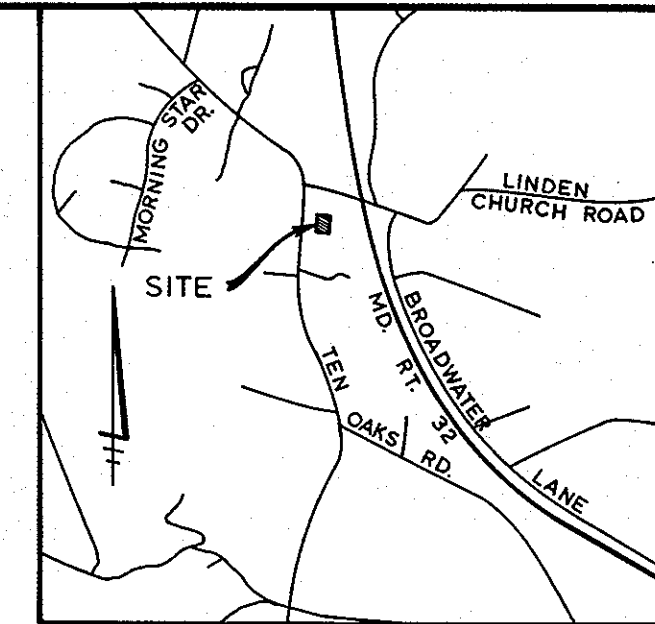 MORNING STAR
DR.
LINDEN
CHURCH ROAD
SITE
MD. RT. 32
BROADWATER LANE
TEN OAKS RD.